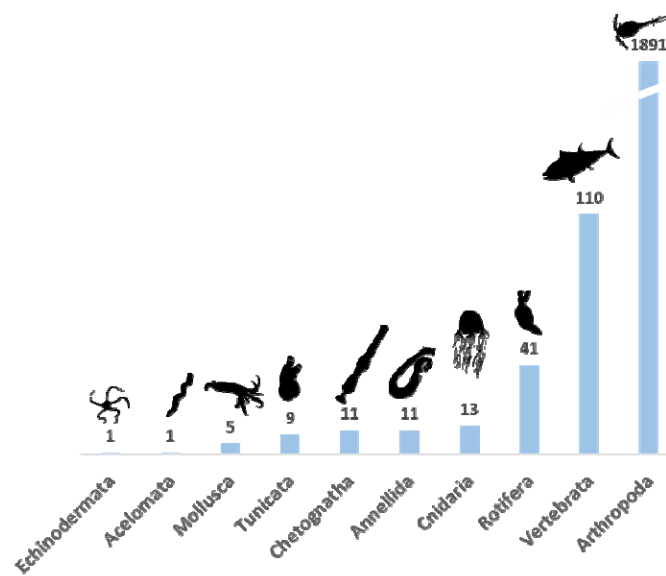 1891
110
41
13
11
11
9
5
1
1
Echinodermata
Acelomata
Mollusca
Tunicata
Chetognatha
Annellida
Cnidaria
Rotifera
Vertebrata
Arthropoda